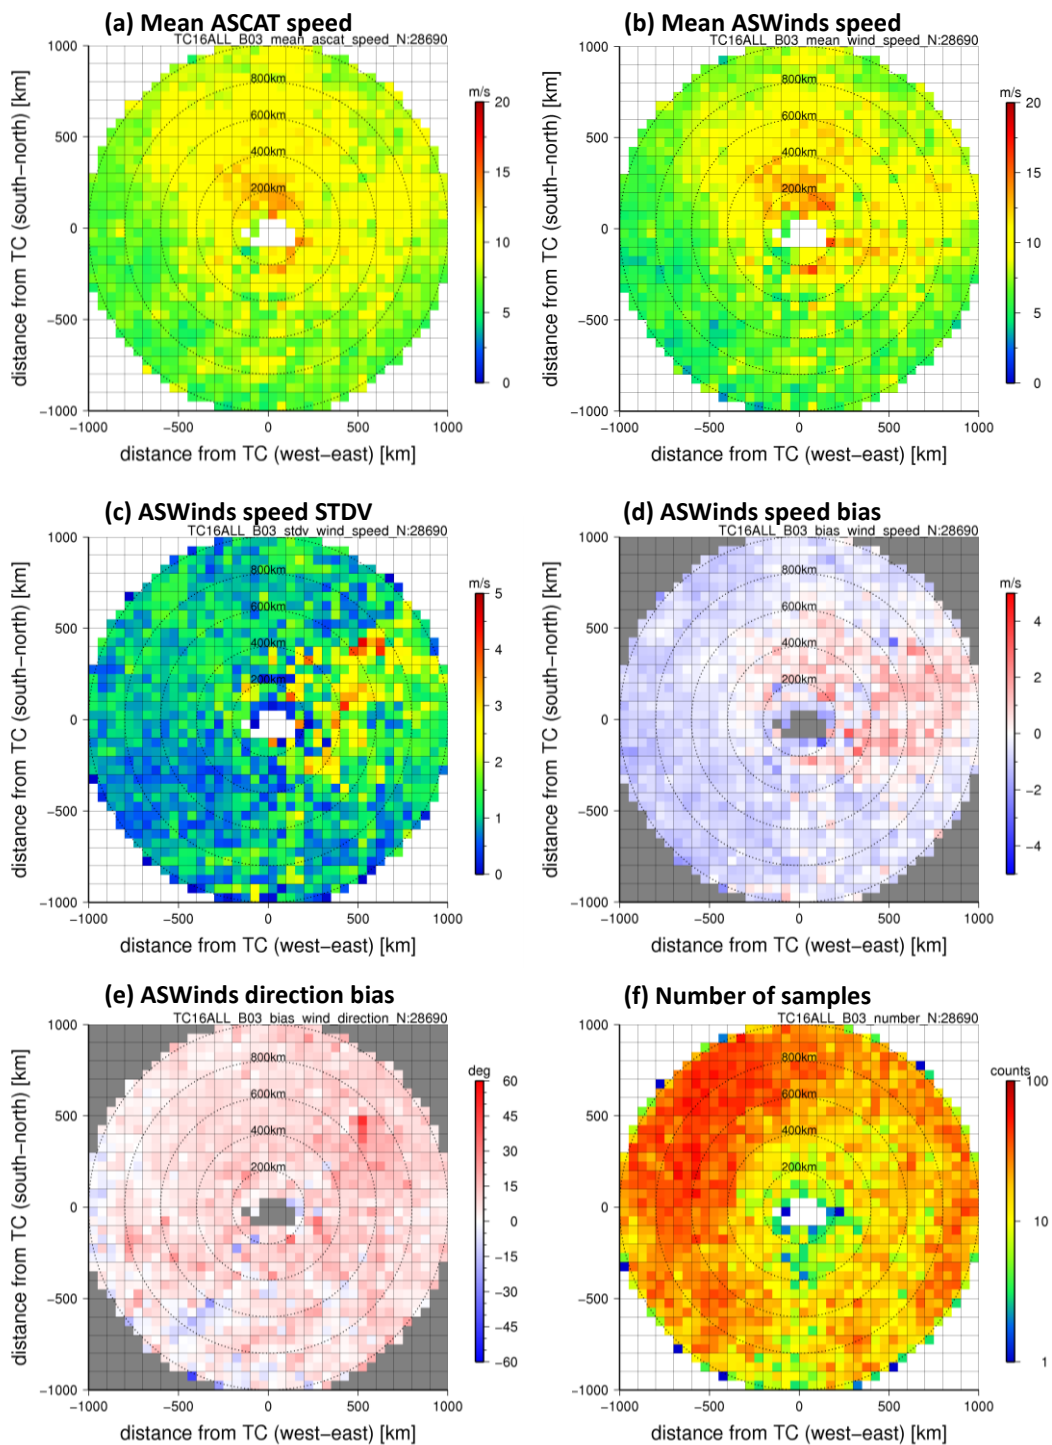 (a) Mean ASCAT speed
TC16ALL_B03_mean_ascat_speed_N:28690
1000
500
0
−500
−1000
distance from TC (south−north) [km]
800km
600km
400km
200km
−1000 −500 0 500 1000
distance from TC (west−east) [km]
m/s
20
15
10
5
0
(b) Mean ASWinds speed
TC16ALL_B03_mean_wind_speed_N:28690
1000
500
0
−500
−1000
distance from TC (south−north) [km]
800km
600km
400km
200km
−1000 −500 0 500 1000
distance from TC (west−east) [km]
m/s
20
15
10
5
0
(c) ASWinds speed STDV
TC16ALL_B03_stdv_wind_speed_N:28690
1000
500
0
−500
−1000
distance from TC (south−north) [km]
800km
600km
400km
200km
−1000 −500 0 500 1000
distance from TC (west−east) [km]
m/s
5
4
3
2
1
0
(d) ASWinds speed bias
TC16ALL_B03_bias_wind_speed_N:28690
1000
500
0
−500
−1000
distance from TC (south−north) [km]
800km
600km
400km
200km
−1000 −500 0 500 1000
distance from TC (west−east) [km]
m/s
4
2
0
−2
−4
(e) ASWinds direction bias
TC16ALL_B03_bias_wind_direction_N:28690
1000
500
0
−500
−1000
distance from TC (south−north) [km]
800km
600km
400km
200km
−1000 −500 0 500 1000
distance from TC (west−east) [km]
deg
60
45
30
15
0
−15
−30
−45
−60
(f) Number of samples
TC16ALL_B03_number_N:28690
1000
500
0
−500
−1000
distance from TC (south−north) [km]
800km
600km
400km
200km
−1000 −500 0 500 1000
distance from TC (west−east) [km]
counts
100
10
1